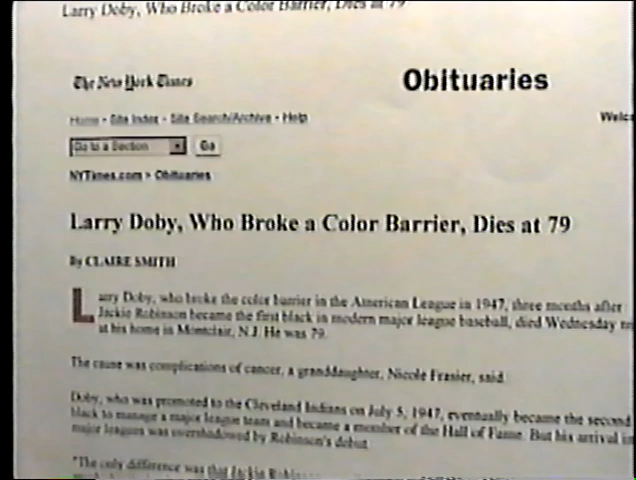 Larry Doby, Who Broke a Color Barrier, Dies at 79
The New York Times
Obituaries
Home • Site Index • Site Search/Archive • Help
Welco
Go to a Section
Go
NYTimes.com > Obituaries
Larry Doby, Who Broke a Color Barrier, Dies at 79
By CLAIRE SMITH
Larry Doby, who broke the color barrier in the American League in 1947, three months after
Jackie Robinson became the first black in modern major league baseball, died Wednesday
at his home in Montclair, N.J. He was 79.
The cause was complications of cancer, a granddaughter, Nicole Frasier, said.
Doby, who was promoted to the Cleveland Indians on July 5, 1947, eventually became the second
black to manage a major league team and became a member of the Hall of Fame. But his arrival in
major leagues was overshadowed by Robinson's debut.
"The only difference was that Jackie